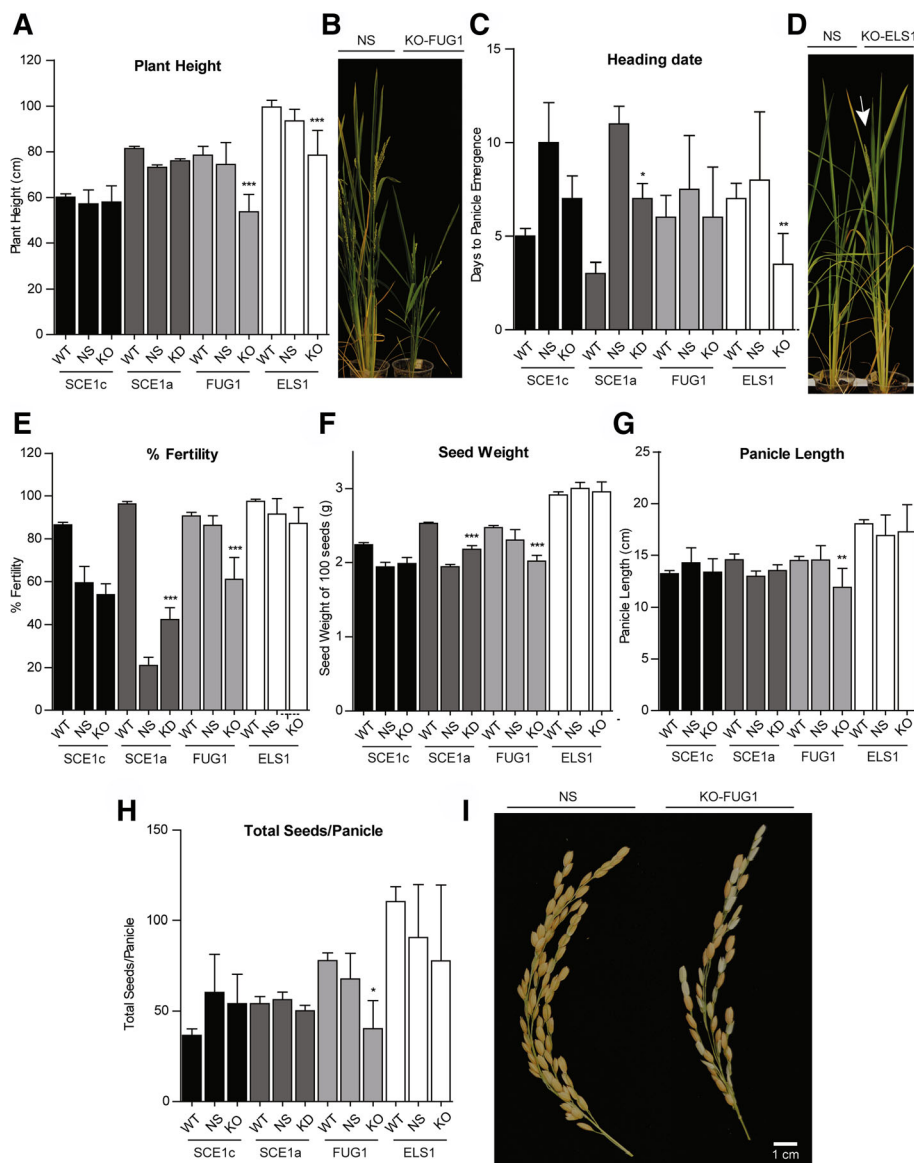 A
Plant Height
Plant Height (cm)
120
100
80
60
40
20
0
***
***
WT NS KO WT NS KD WT NS KO WT NS KO
SCE1c SCE1a FUG1 ELS1
B
NS KO-FUG1
C
Heading date
Days to Panicle Emergence
15
10
5
0
*
**
WT NS KO WT NS KD WT NS KO WT NS KO
SCE1c SCE1a FUG1 ELS1
D
NS KO-ELS1
E
% Fertility
% Fertility
120
100
80
60
40
20
0
***
***
WT NS KO WT NS KD WT NS KO WT NS KO
SCE1c SCE1a FUG1 ELS1
F
Seed Weight
Seed Weight of 100 seeds (g)
3
2
1
0
***
***
WT NS KO WT NS KD WT NS KO WT NS KO
SCE1c SCE1a FUG1 ELS1
G
Panicle Length
Panicle Length (cm)
25
20
15
10
5
0
**
WT NS KO WT NS KD WT NS KO WT NS KO
SCE1c SCE1a FUG1 ELS1
H
Total Seeds/Panicle
Total Seeds/Panicle
150
100
50
0
*
WT NS KO WT NS KD WT NS KO WT NS KO
SCE1c SCE1a FUG1 ELS1
I
NS KO-FUG1
1 cm